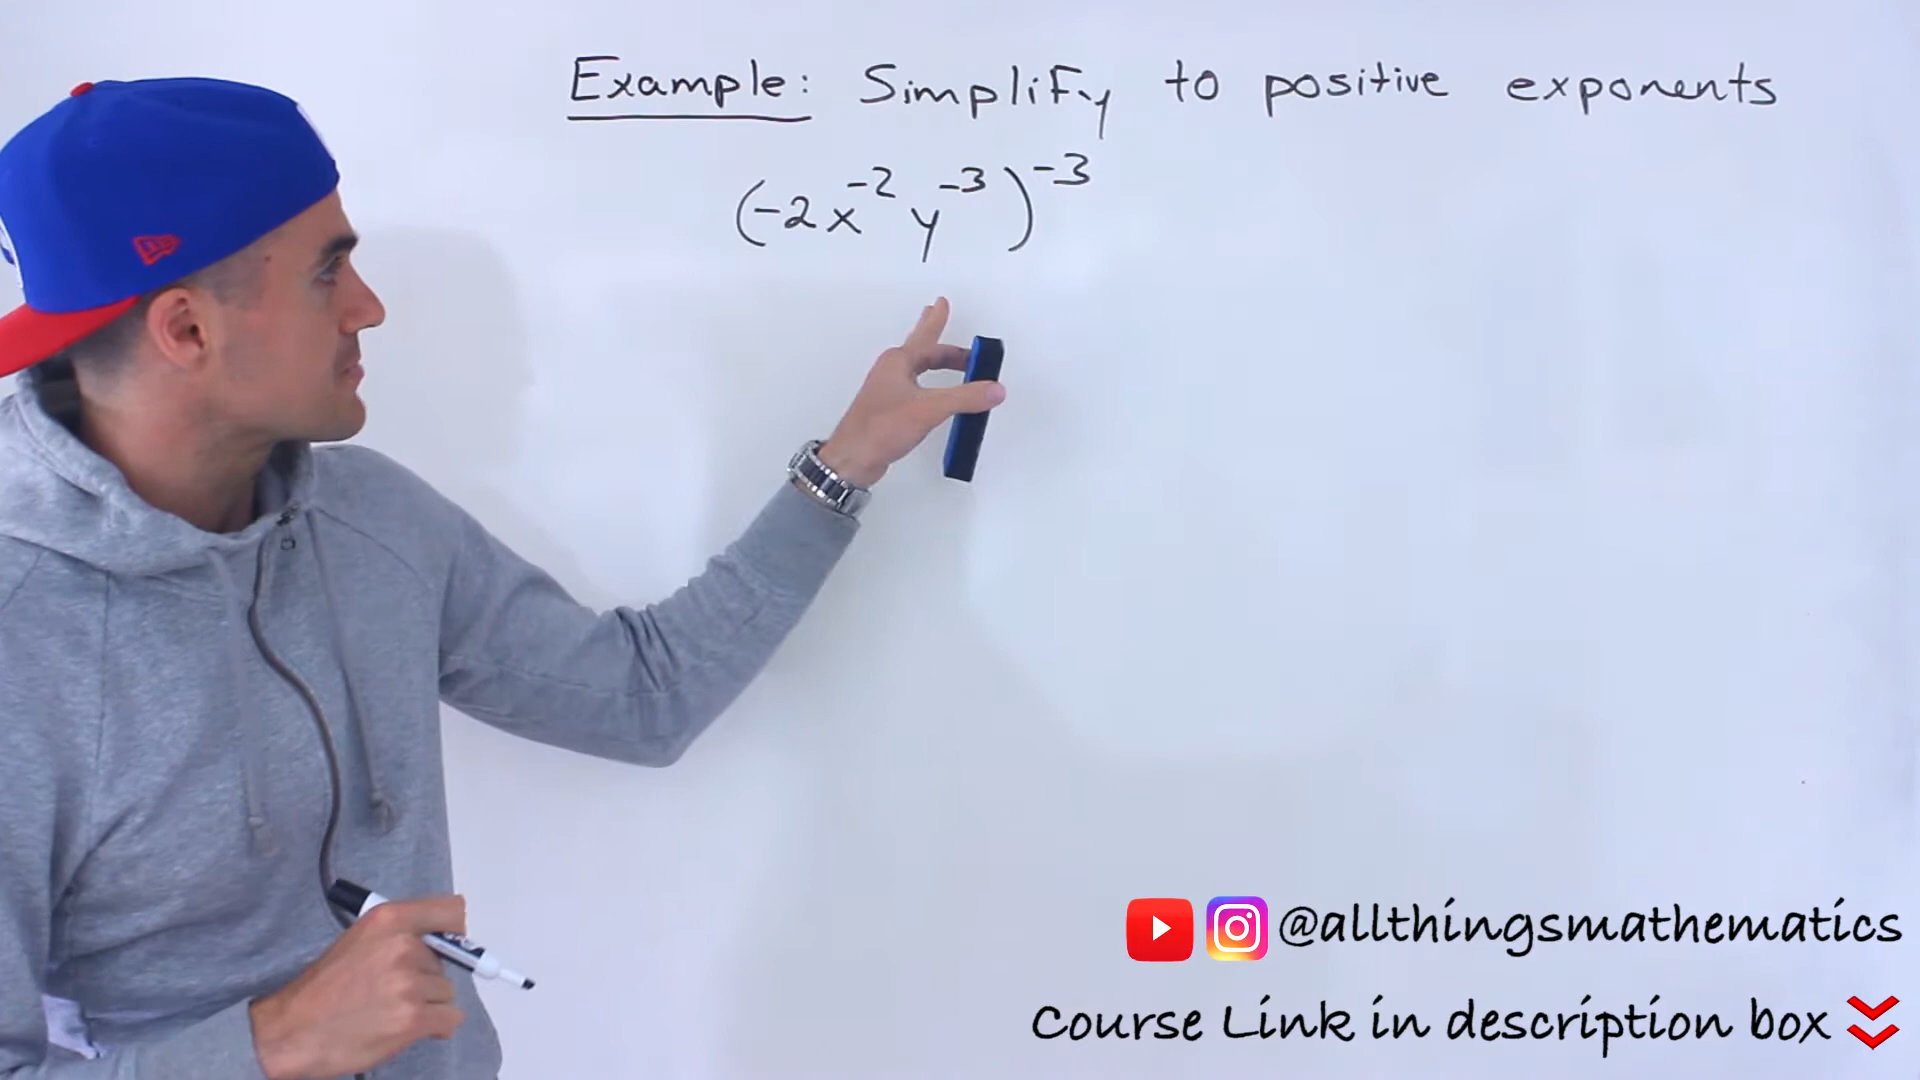 Example: Simplify to positive exponents
(-2x⁻² y⁻³)⁻³
@allthingsmathematics
Course Link in description box